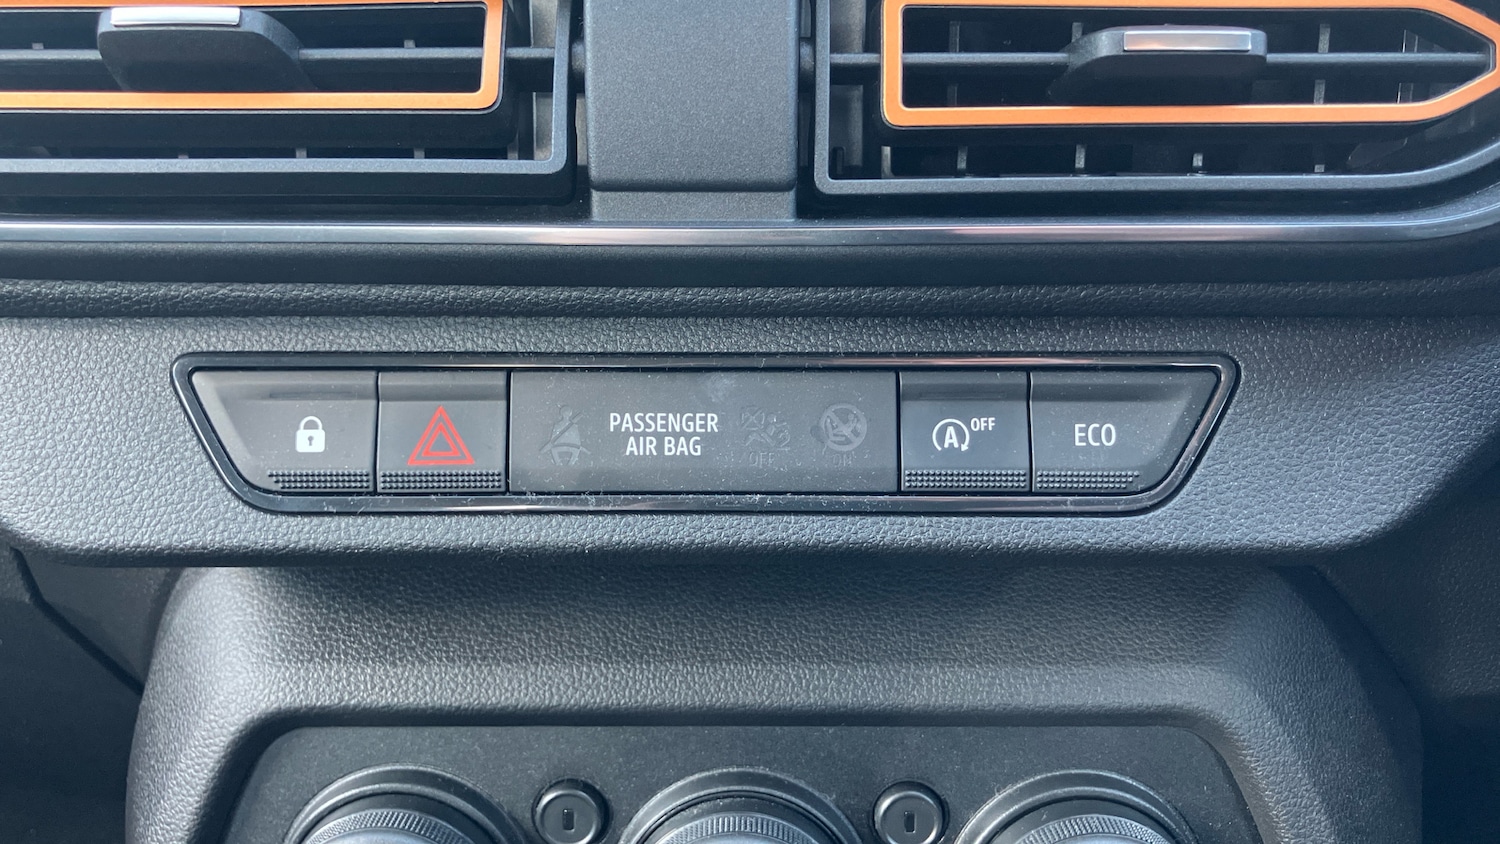 PASSENGER
AIR BAG
OFF
A OFF
ECO